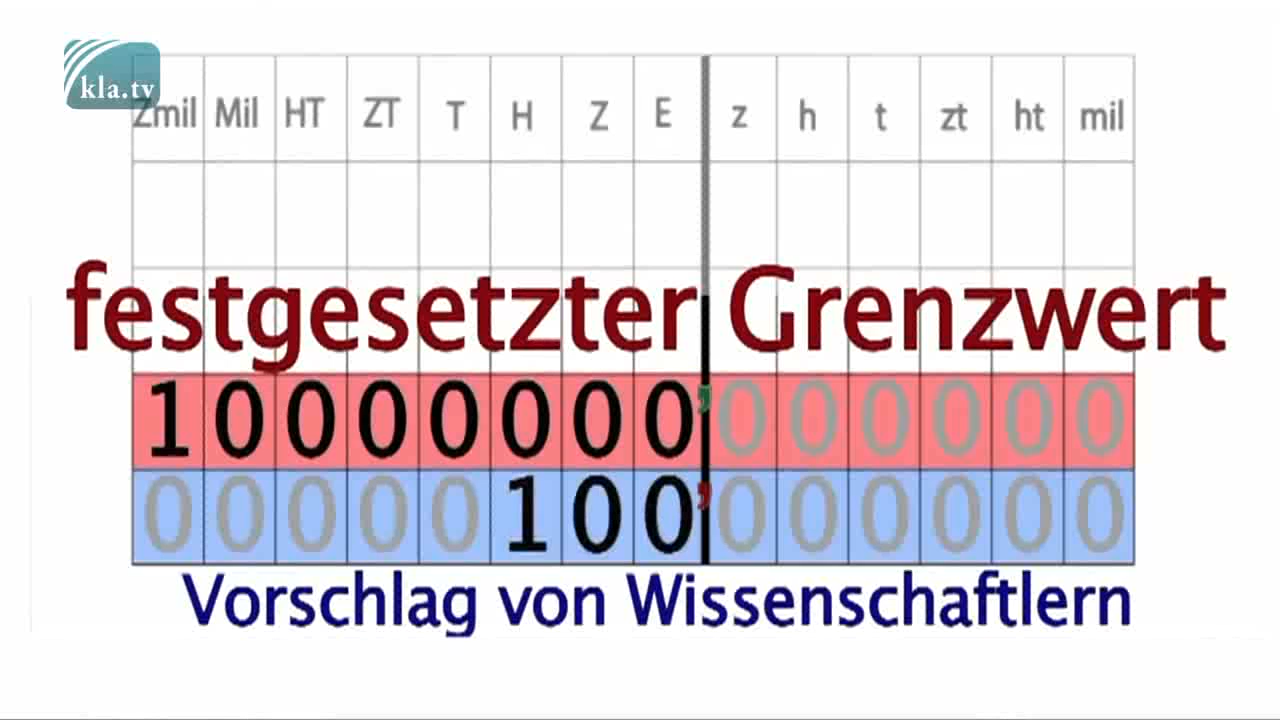 kla.tv
Zmil Mil HT ZT T H Z E z h t zt ht mil
festgesetzter Grenzwert
10000000,000000
00000100,000000
Vorschlag von Wissenschaftlern